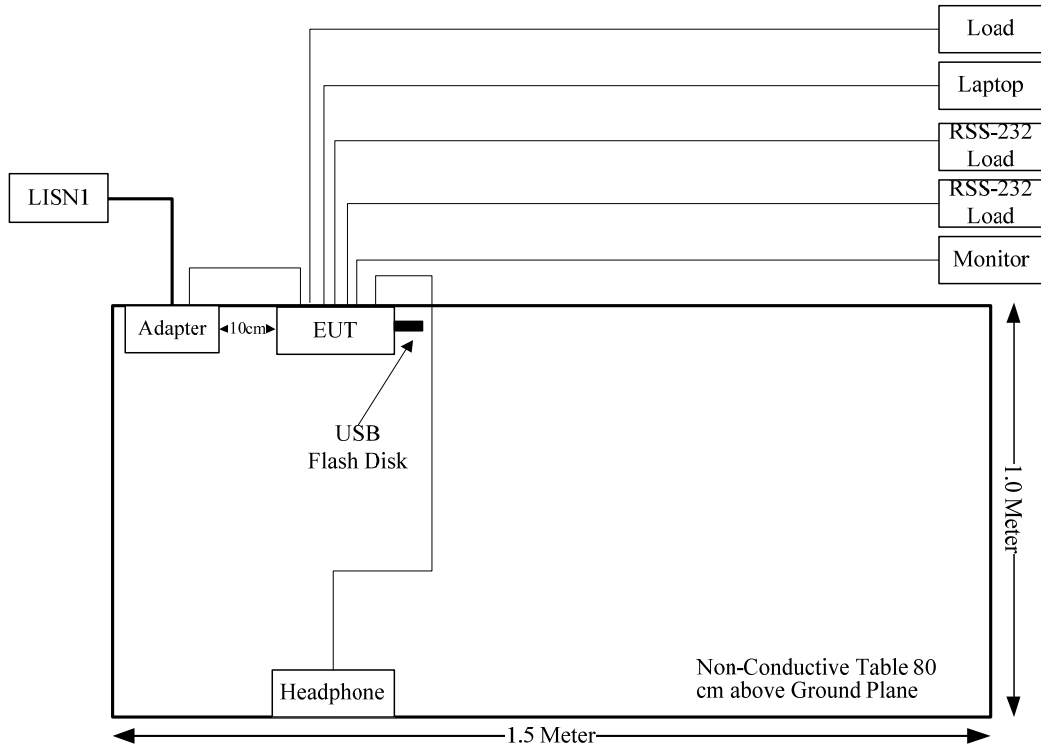 Load
Laptop
RSS-232
Load
RSS-232
Load
Monitor
LISN1
Adapter
10cm
EUT
USB
Flash Disk
1.0 Meter
Headphone
Non-Conductive Table 80
cm above Ground Plane
1.5 Meter